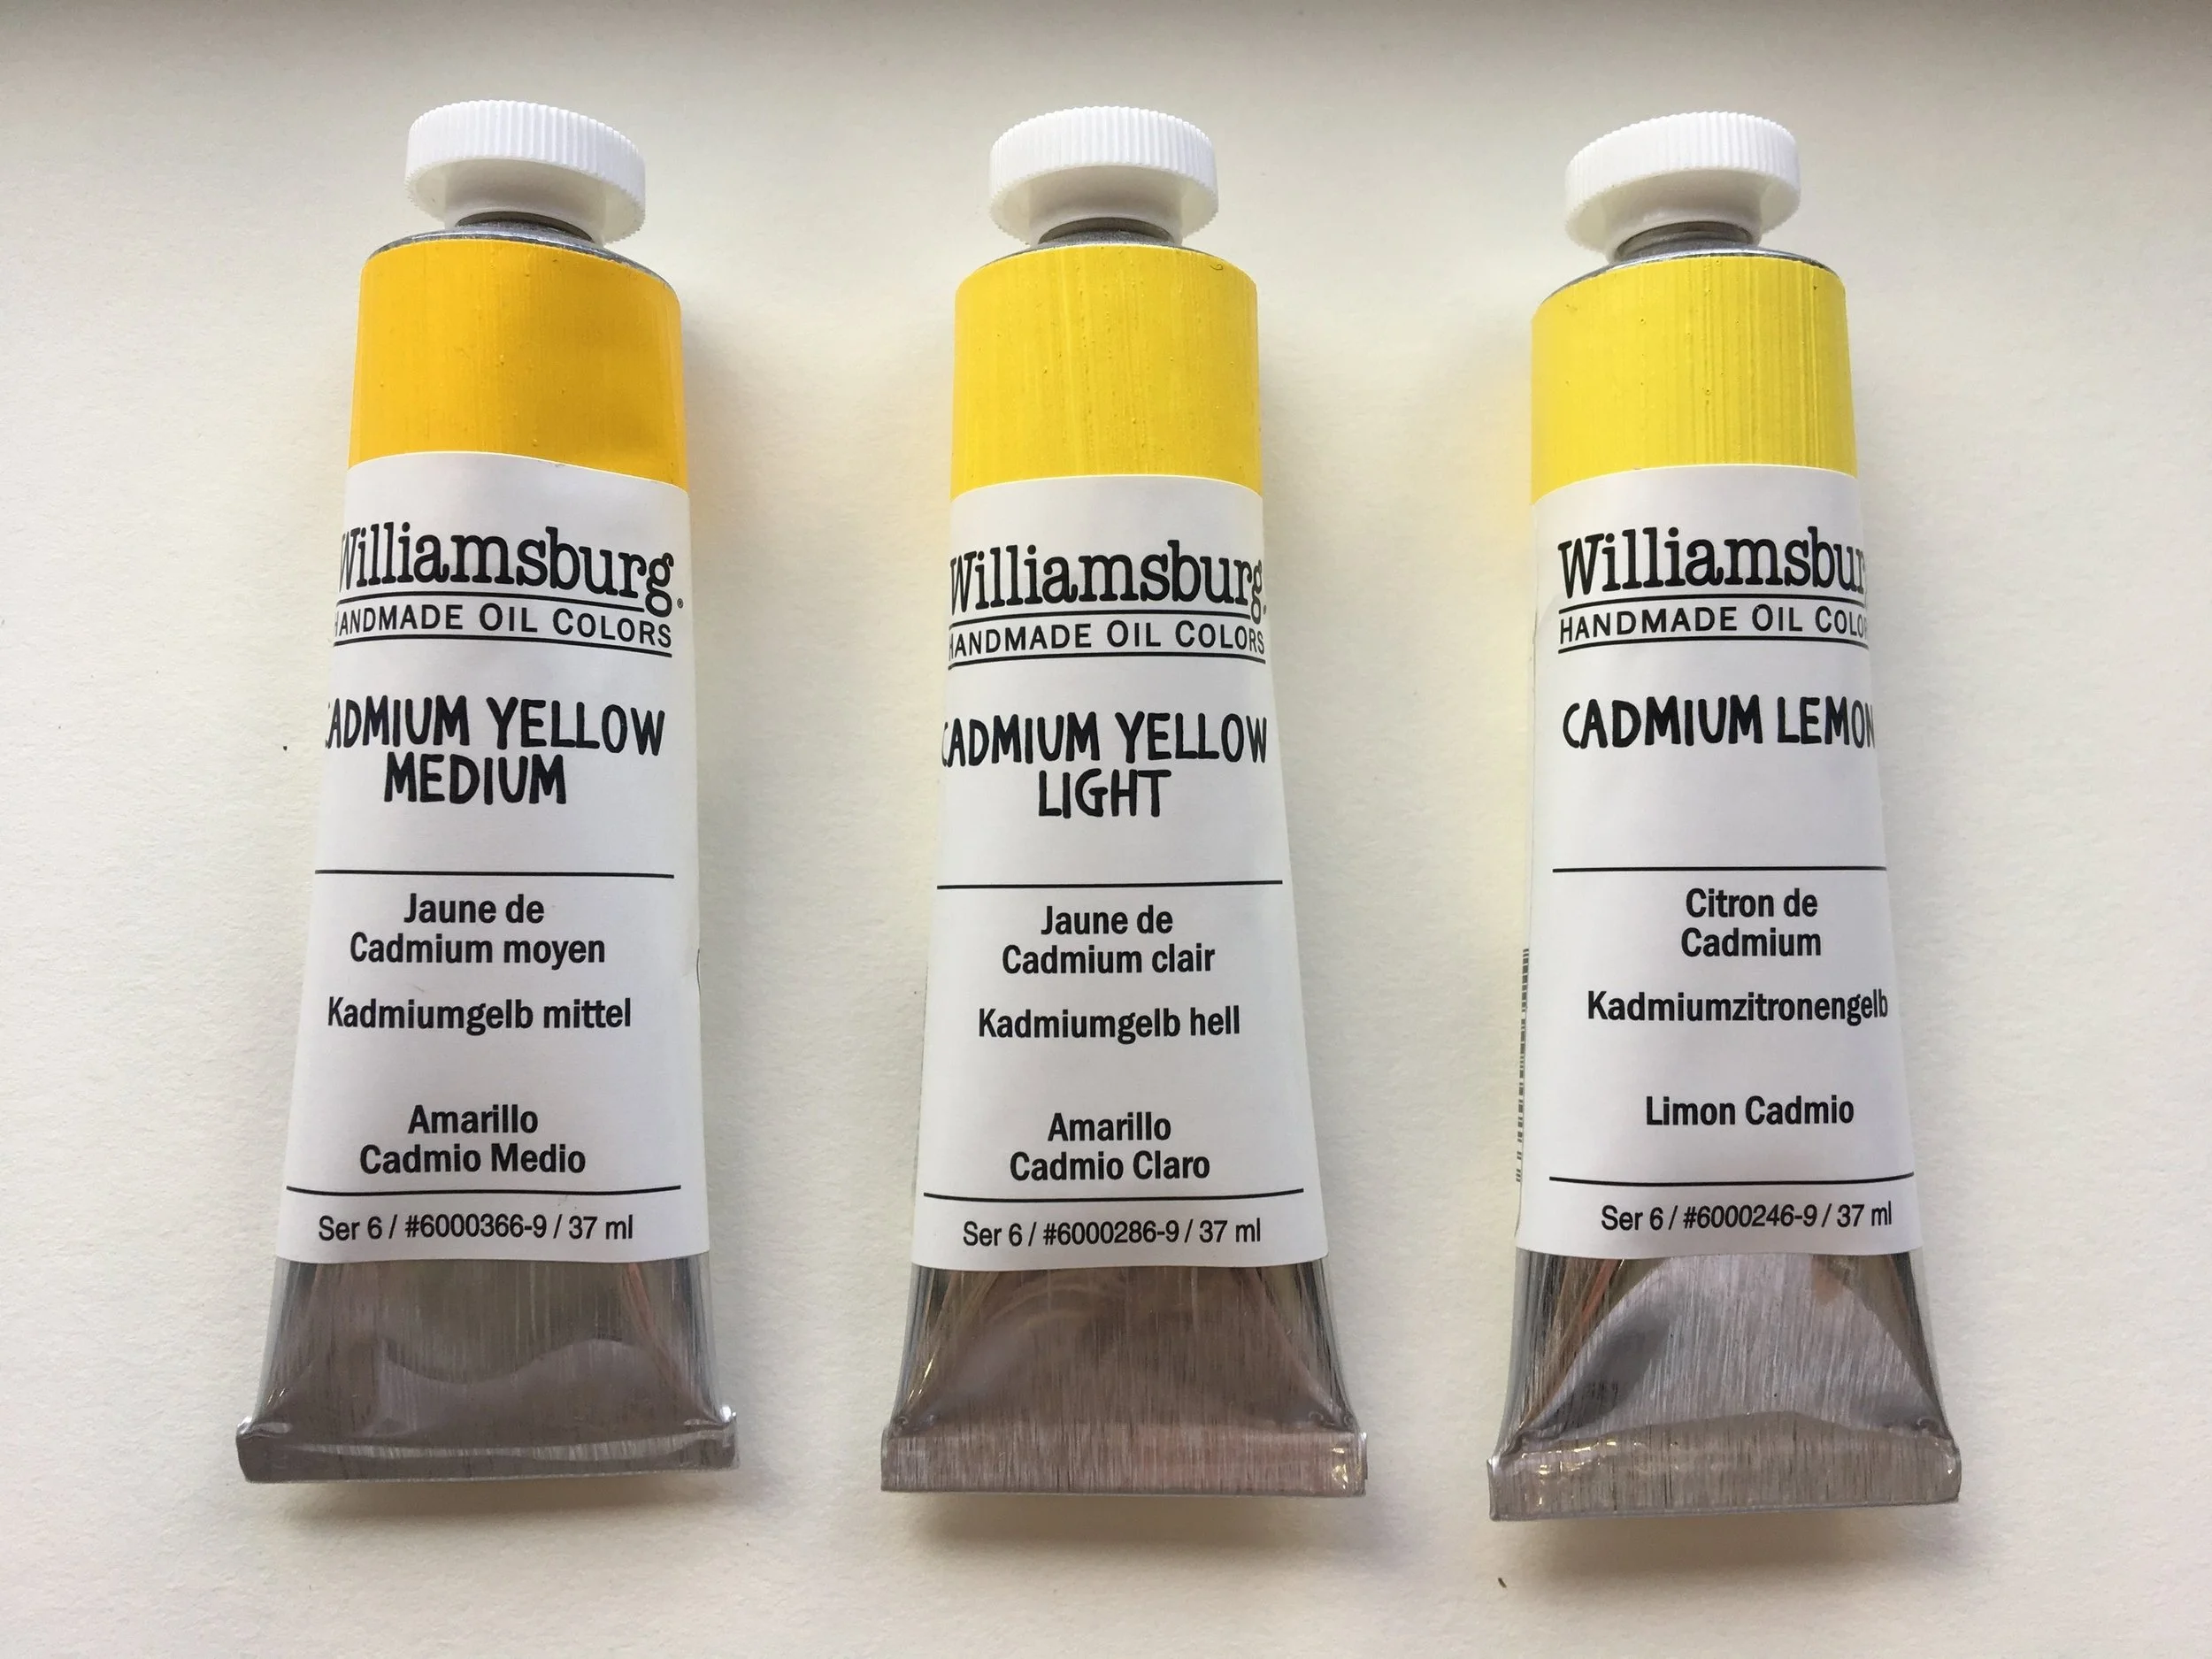 Williamsburg®
HANDMADE OIL COLORS
CADMIUM YELLOW
MEDIUM
Jaune de
Cadmium moyen
Kadmiumgelb mittel
Amarillo
Cadmio Medio
Ser 6 / #6000366-9 / 37 ml
Williamsburg
HANDMADE OIL COLORS
CADMIUM YELLOW
LIGHT
Jaune de
Cadmium clair
Kadmiumgelb hell
Amarillo
Cadmio Claro
Ser 6 / #6000286-9 / 37 ml
Williamsbur
HANDMADE OIL COLO
CADMIUM LEMON
Citron de
Cadmium
Kadmiumzitronengelb
Limon Cadmio
Ser 6 / #6000246-9 / 37 ml